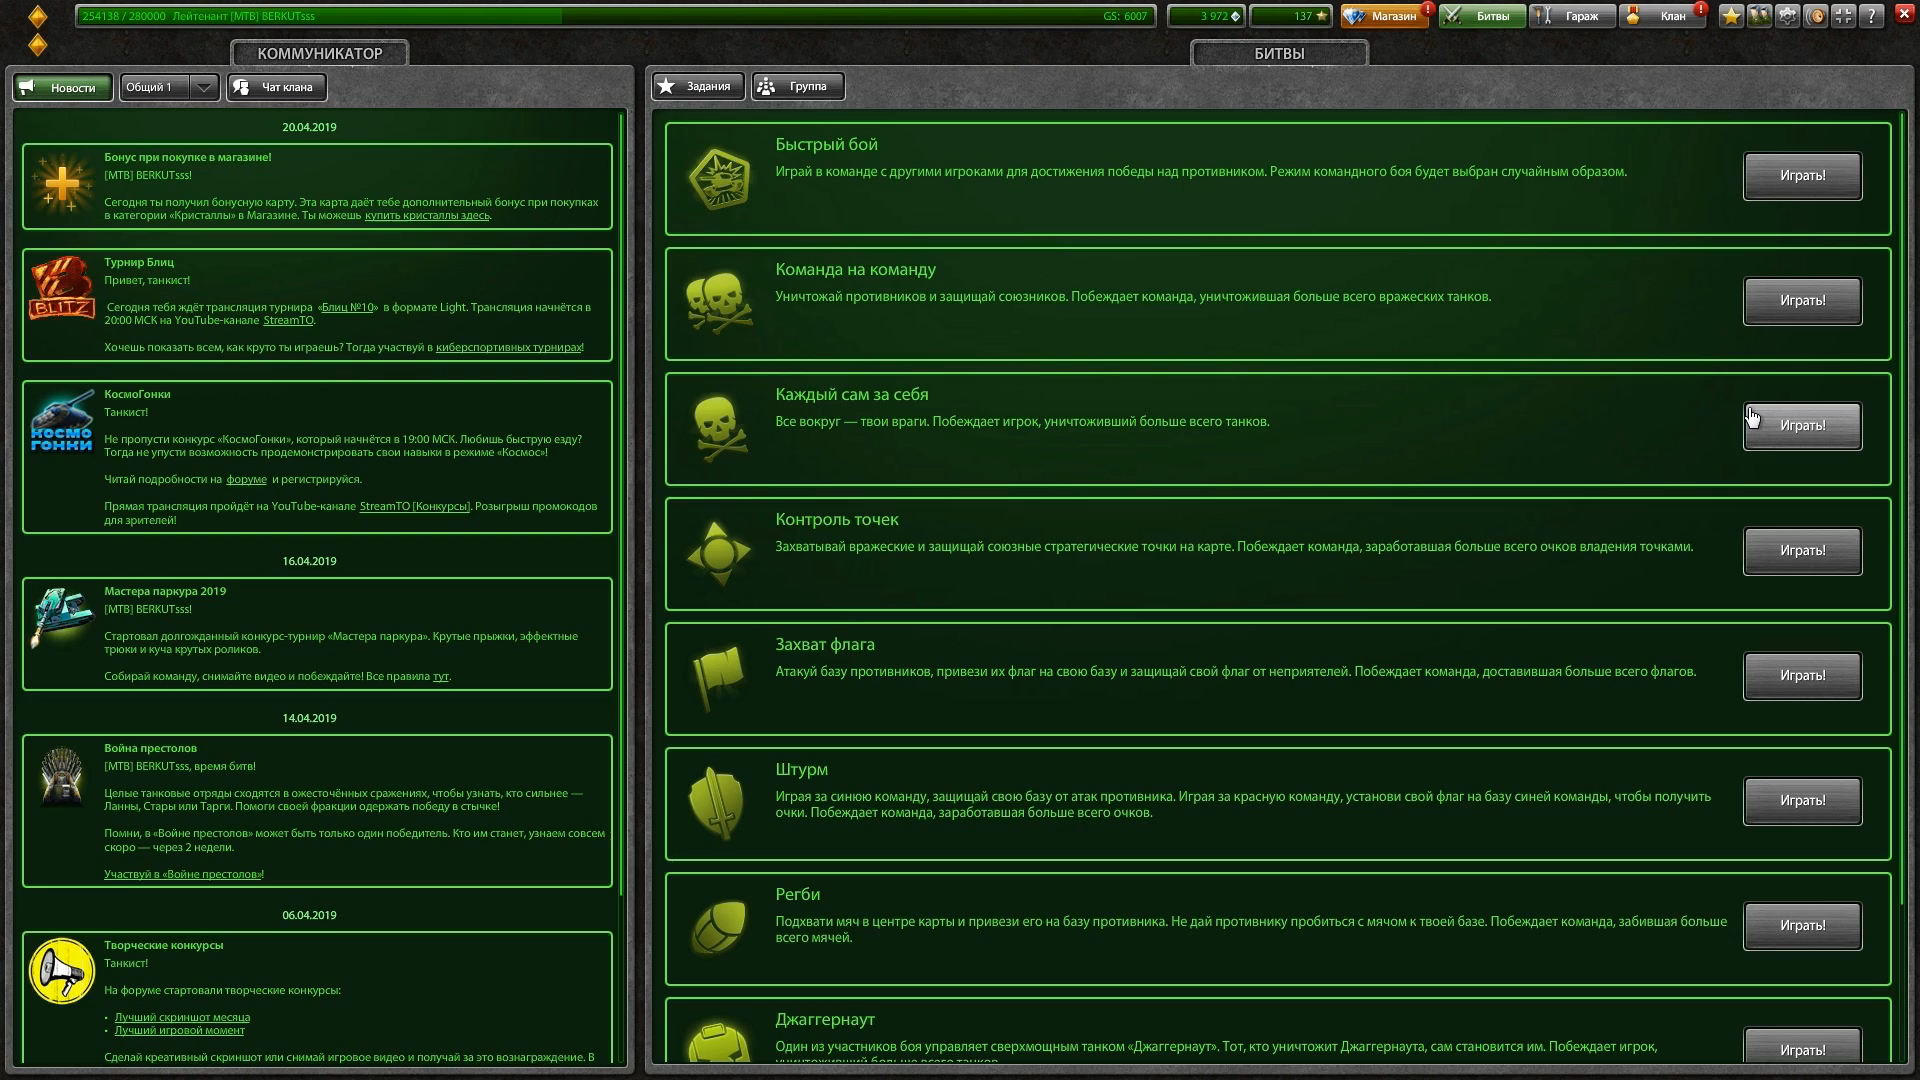 254138 / 280000 Лейтенант [MTB] BERKUTsss
GS: 6007
3 972
137
Магазин
Битвы
Гараж
Клан
?
КОММУНИКАТОР
БИТВЫ
Новости
Общий 1
Чат клана
Задания
Группа
20.04.2019
Бонус при покупке в магазине!
[MTB] BERKUTsss!
Сегодня ты получил бонусную карту. Эта карта даёт тебе дополнительный бонус при покупках
в категории «Кристаллы» в Магазине. Ты можешь купить кристаллы здесь.
BLITZ
Турнир Блиц
Привет, танкист!
Сегодня тебя ждёт трансляция турнира «Блиц №10» в формате Light. Трансляция начнётся в
20:00 МСК на YouTube-канале StreamTO.
Хочешь показать всем, как круто ты играешь? Тогда участвуй в киберспортивных турнирах!
КОСМО
ГОНКИ
КосмоГонки
Танкист!
Не пропусти конкурс «КосмоГонки», который начнётся в 19:00 МСК. Любишь быструю езду?
Тогда не упусти возможность продемонстрировать свои навыки в режиме «Космос»!
Читай подробности на форуме и регистрируйся.
Прямая трансляция пройдёт на YouTube-канале StreamTO [Конкурсы]. Розыгрыш промокодов
для зрителей!
16.04.2019
Мастера паркура 2019
[MTB] BERKUTsss!
Стартовал долгожданный конкурс-турнир «Мастера паркура». Крутые прыжки, эффектные
трюки и куча крутых роликов.
Собирай команду, снимайте видео и побеждайте! Все правила тут.
14.04.2019
Война престолов
[MTB] BERKUTsss, время битв!
Целые танковые отряды сходятся в ожесточённых сражениях, чтобы узнать, кто сильнее —
Ланны, Стары или Тарги. Помоги своей фракции одержать победу в стычке!
Помни, в «Войне престолов» может быть только один победитель. Кто им станет, узнаем совсем
скоро — через 2 недели.
Участвуй в «Войне престолов»!
06.04.2019
Творческие конкурсы
Танкист!
На форуме стартовали творческие конкурсы:
• Лучший скриншот месяца
• Лучший игровой момент
Сделай креативный скриншот или снимай игровое видео и получай за это вознаграждение. В
Быстрый бой
Играй в команде с другими игроками для достижения победы над противником. Режим командного боя будет выбран случайным образом.
Играть!
Команда на команду
Уничтожай противников и защищай союзников. Побеждает команда, уничтожившая больше всего вражеских танков.
Играть!
Каждый сам за себя
Все вокруг — твои враги. Побеждает игрок, уничтоживший больше всего танков.
Играть!
Контроль точек
Захватывай вражеские и защищай союзные стратегические точки на карте. Побеждает команда, заработавшая больше всего очков владения точками.
Играть!
Захват флага
Атакуй базу противников, привези их флаг на свою базу и защищай свой флаг от неприятелей. Побеждает команда, доставившая больше всего флагов.
Играть!
Штурм
Играя за синюю команду, защищай свою базу от атак противника. Играя за красную команду, установи свой флаг на базу синей команды, чтобы получить
очки. Побеждает команда, заработавшая больше всего очков.
Играть!
Регби
Подхвати мяч в центре карты и привези его на базу противника. Не дай противнику пробиться с мячом к твоей базе. Побеждает команда, забившая больше
всего мячей.
Играть!
Джаггернаут
Один из участников боя управляет сверхмощным танком «Джаггернаут». Тот, кто уничтожит Джаггернаута, сам становится им. Побеждает игрок,
уничтоживший больше всего танков.
Играть!